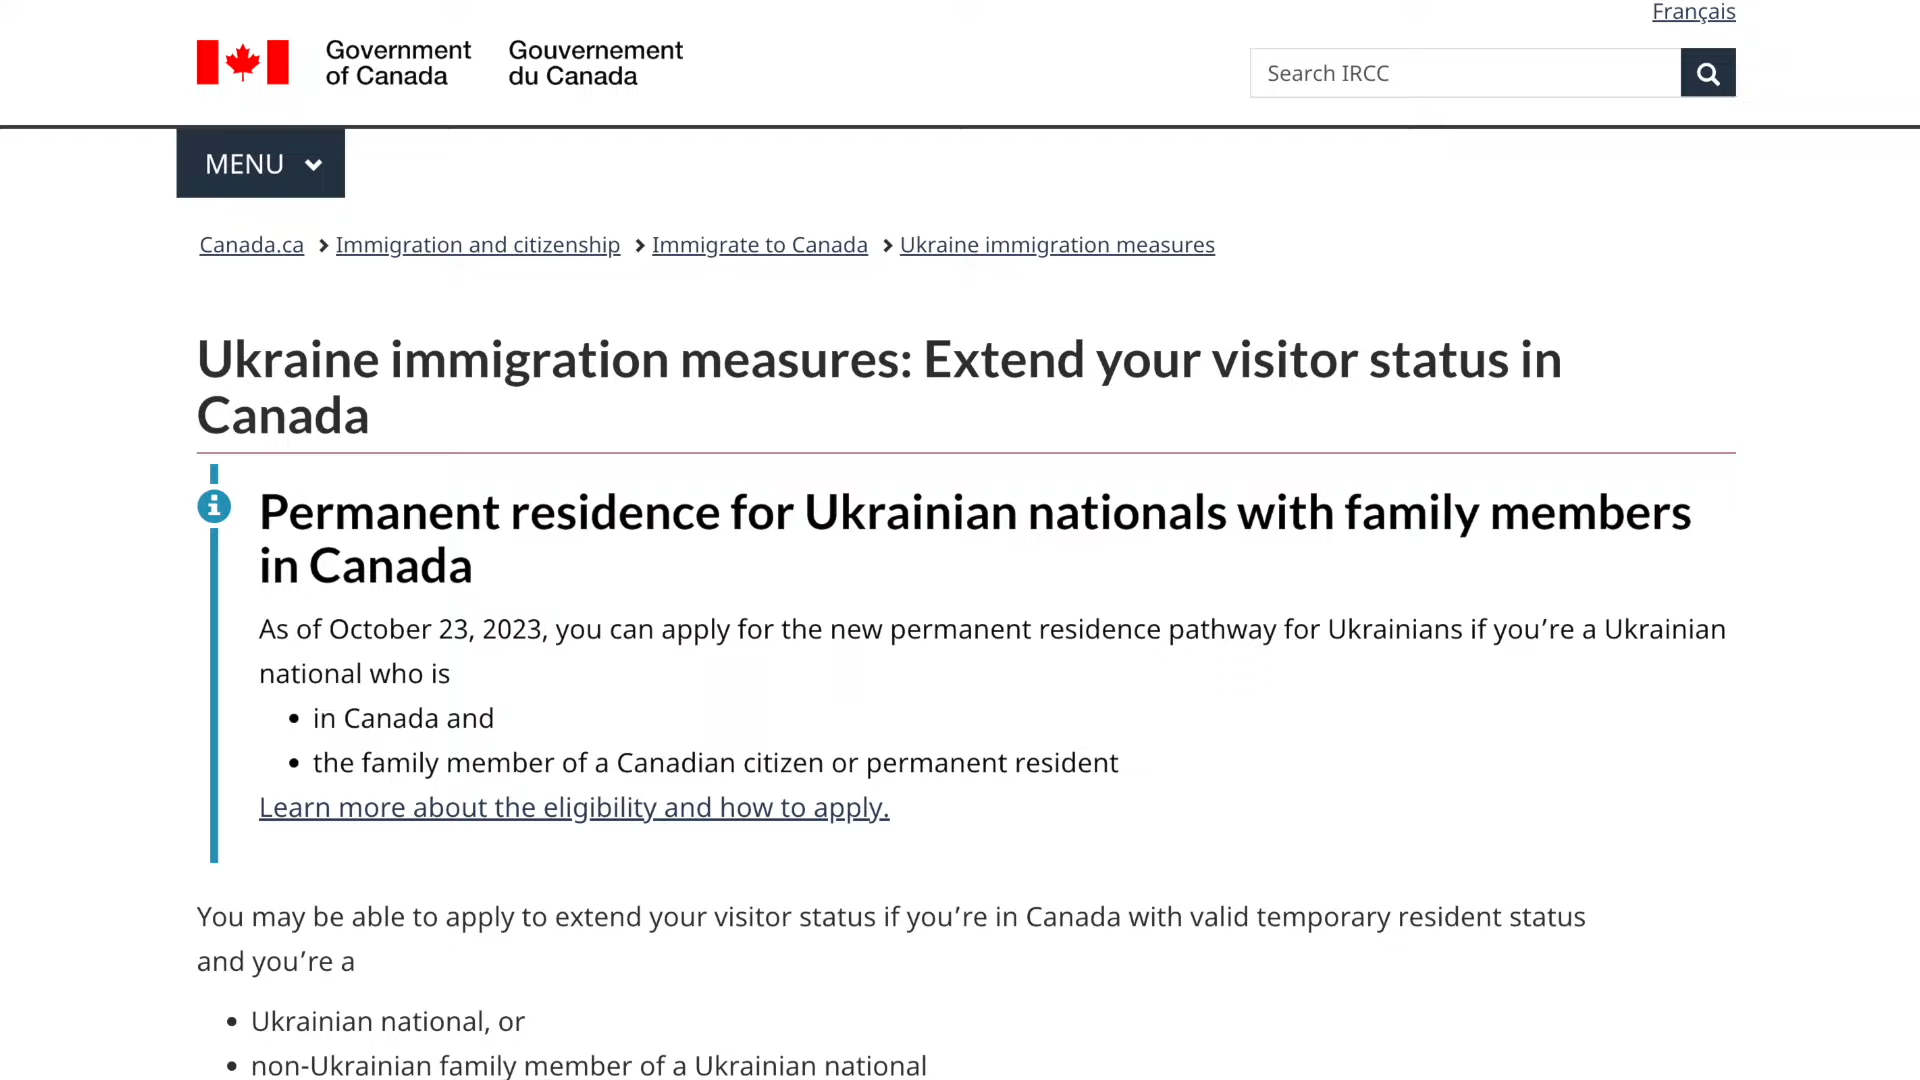 Français
Government
of Canada
Gouvernement
du Canada
Search IRCC
MENU
Canada.ca > Immigration and citizenship > Immigrate to Canada > Ukraine immigration measures
Ukraine immigration measures: Extend your visitor status in
Canada
Permanent residence for Ukrainian nationals with family members
in Canada
As of October 23, 2023, you can apply for the new permanent residence pathway for Ukrainians if you’re a Ukrainian
national who is
• in Canada and
• the family member of a Canadian citizen or permanent resident
Learn more about the eligibility and how to apply.
You may be able to apply to extend your visitor status if you’re in Canada with valid temporary resident status
and you’re a
• Ukrainian national, or
• non-Ukrainian family member of a Ukrainian national